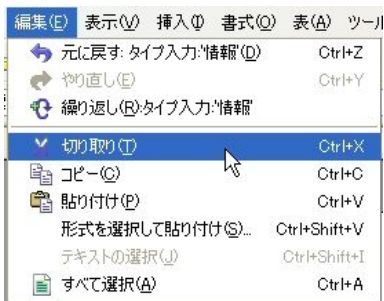 編集(E) 表示(V) 挿入(I) 書式(O) 表(A) ツー
元に戻す: タイプ入力:'情報'(D) Ctrl+Z
やり直し(E) Ctrl+Y
繰り返し(R):タイプ入力:'情報'
切り取り(T) Ctrl+X
コピー(C) Ctrl+C
貼り付け(P) Ctrl+V
形式を選択して貼り付け(S)... Ctrl+Shift+V
テキストの選択(J) Ctrl+Shift+I
すべて選択(A) Ctrl+A